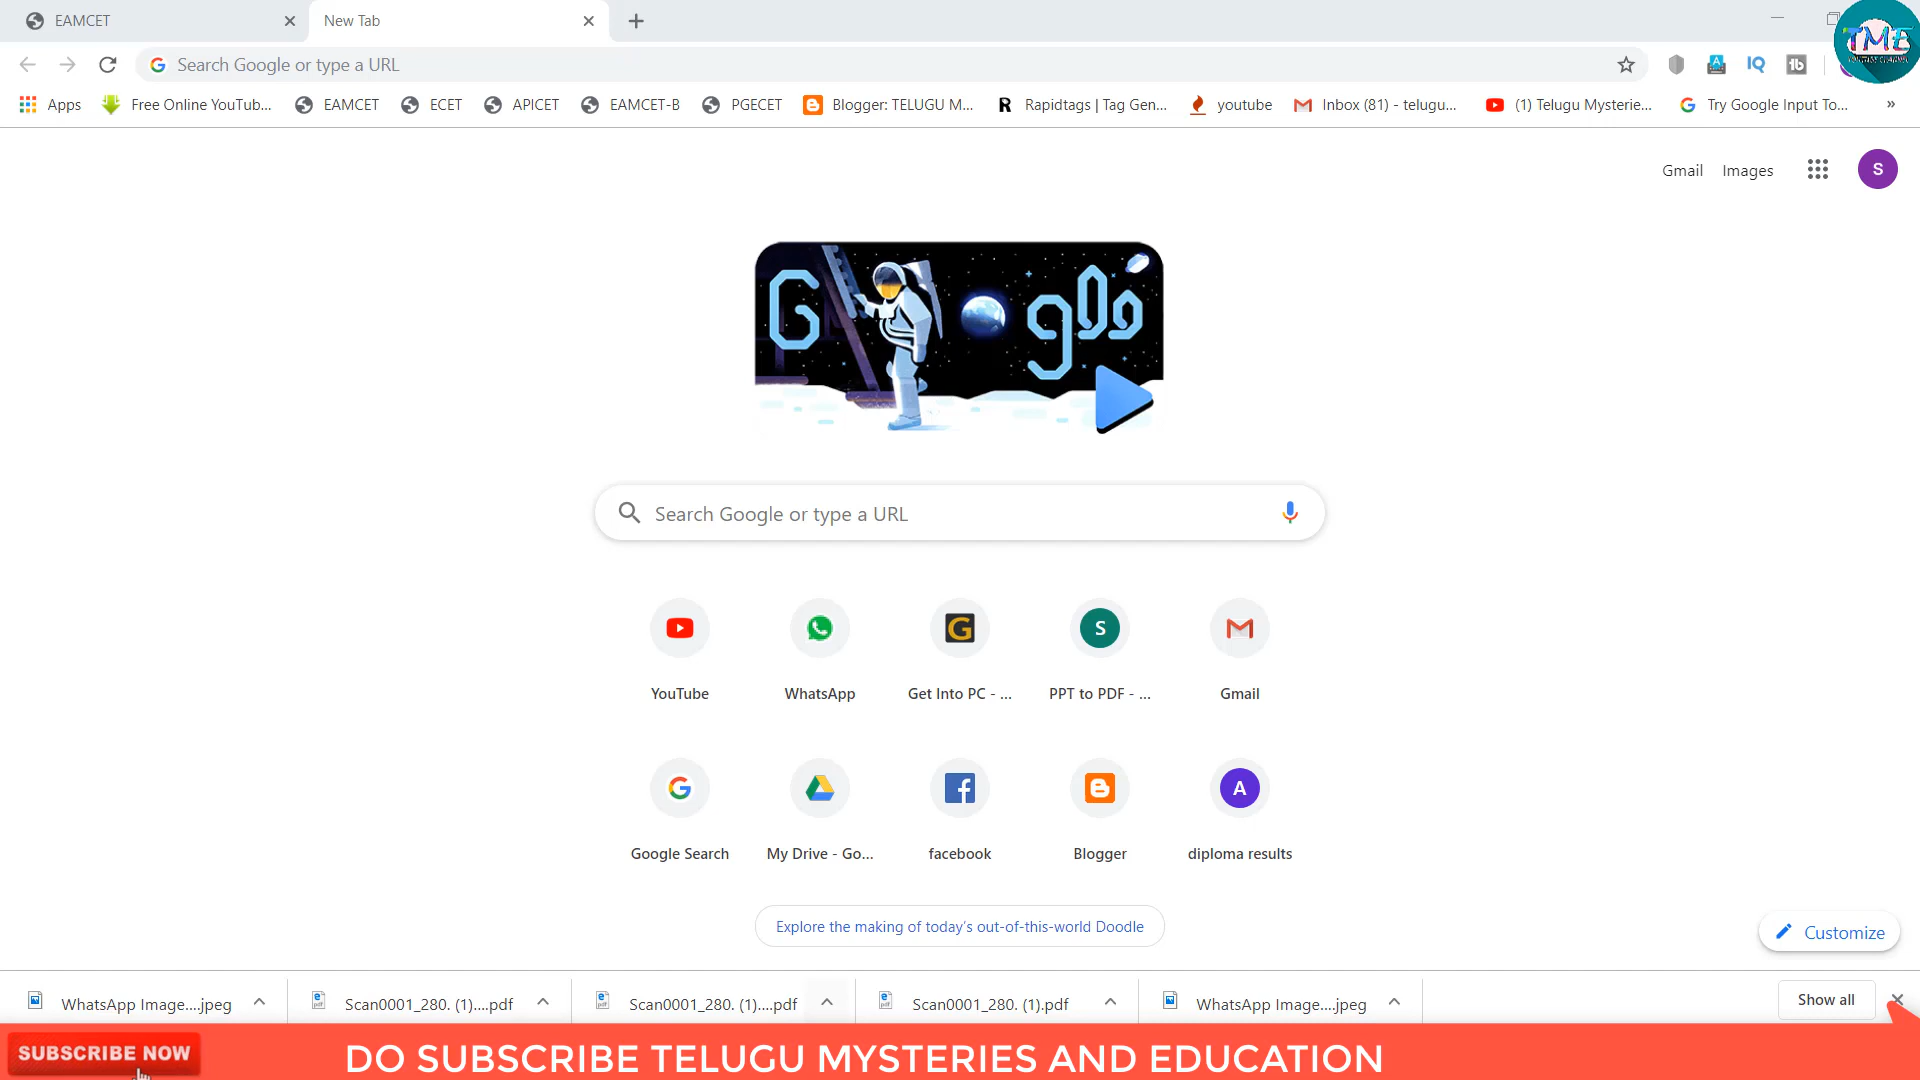 EAMCET
New Tab
Search Google or type a URL
Apps
Free Online YouTub...
EAMCET
ECET
APICET
EAMCET-B
PGECET
Blogger: TELUGU M...
Rapidtags | Tag Gen...
youtube
Inbox (81) - telugu...
(1) Telugu Mysterie...
Try Google Input To...
TME
Gmail
Images
S
Search Google or type a URL
YouTube
WhatsApp
Get Into PC - ...
PPT to PDF - ...
Gmail
Google Search
My Drive - Go...
facebook
Blogger
diploma results
Explore the making of today's out-of-this-world Doodle
Customize
WhatsApp Image....jpeg
Scan0001_280. (1)....pdf
Scan0001_280. (1)....pdf
Scan0001_280. (1).pdf
WhatsApp Image....jpeg
Show all
SUBSCRIBE NOW
DO SUBSCRIBE TELUGU MYSTERIES AND EDUCATION